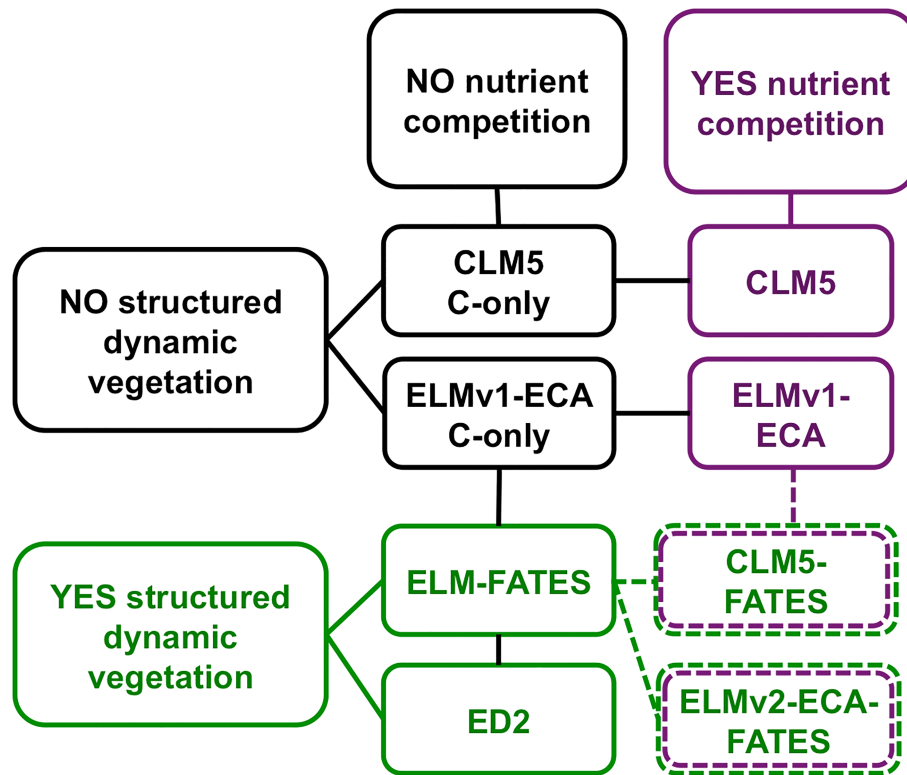 NO nutrient
competition
YES nutrient
competition
NO structured
dynamic
vegetation
CLM5
C-only
CLM5
ELMv1-ECA
C-only
ELMv1-
ECA
YES structured
dynamic
vegetation
ELM-FATES
CLM5-
FATES
ED2
ELMv2-ECA-
FATES